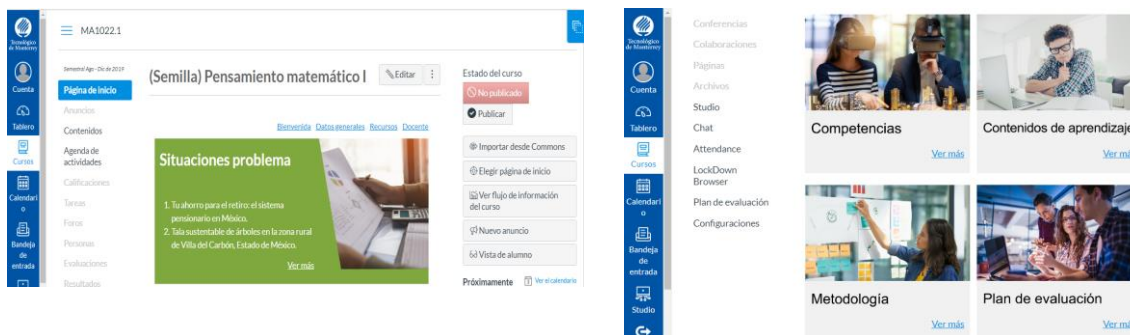 Tecnológico
de Monterrey
Cuenta
Tablero
Cursos
Calendari
o
Bandeja
de
entrada
MA1022.1
Semestral Ago - Dic de 2019
Página de inicio
Anuncios
Contenidos
Agenda de
actividades
Calificaciones
Tareas
Foros
Personas
Evaluaciones
Resultados
(Semilla) Pensamiento matemático I
Editar
Bienvenida Datos generales Recursos Docente
Situaciones problema
1. Tu ahorro para el retiro: el sistema
pensionario en México.
2. Tala sustentable de árboles en la zona rural
de Villa del Carbón, Estado de México.
Ver más
Estado del curso
No publicado
Publicar
Importar desde Commons
Elegir página de inicio
Ver flujo de información
del curso
Nuevo anuncio
Vista de alumno
Próximamente Ver el calendario
Tecnológico
de Monterrey
Cuenta
Tablero
Cursos
Calendari
o
Bandeja
de
entrada
Studio
Conferencias
Colaboraciones
Páginas
Archivos
Studio
Chat
Attendance
LockDown
Browser
Plan de evaluación
Configuraciones
Competencias
Ver más
Contenidos de aprendizaje
Ver má
Metodología
Ver más
Plan de evaluación
Ver má